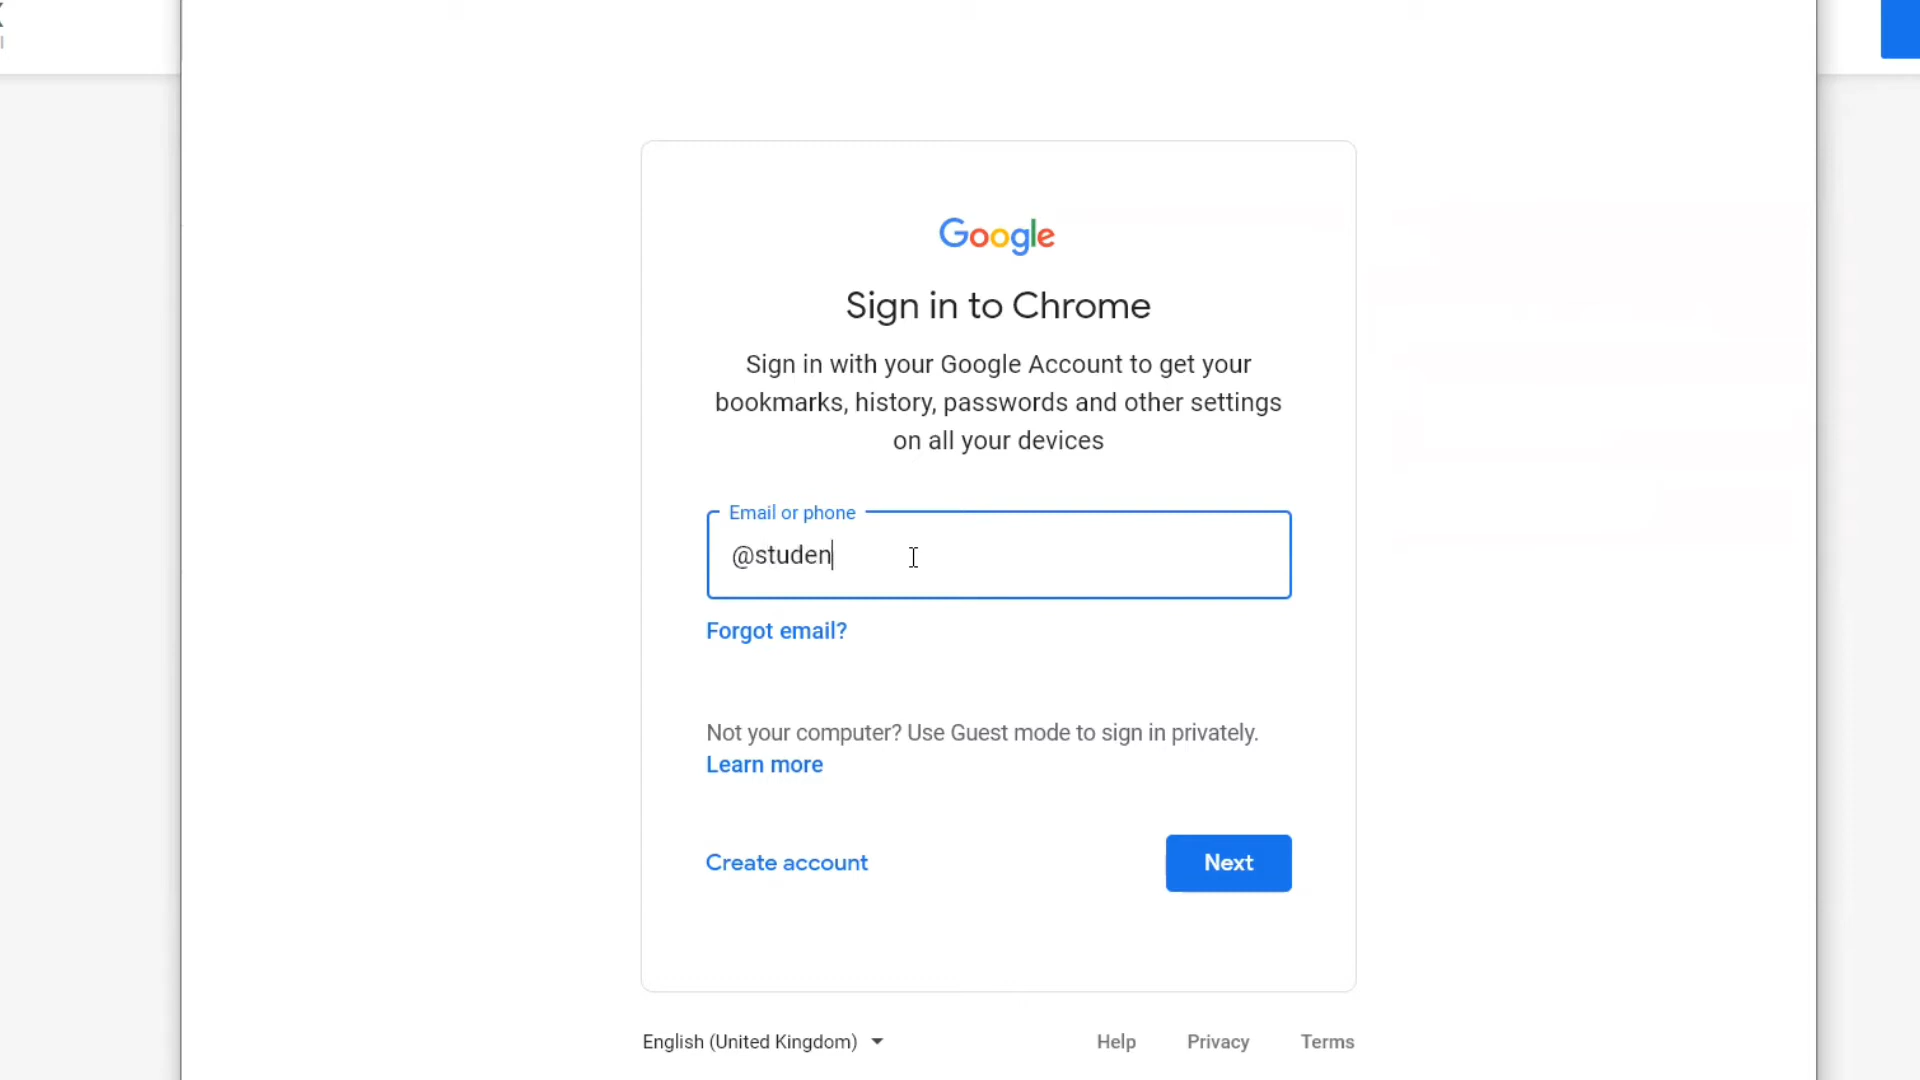 Google
Sign in to Chrome
Sign in with your Google Account to get your
bookmarks, history, passwords and other settings
on all your devices
Email or phone
@studen
Forgot email?
Not your computer? Use Guest mode to sign in privately.
Learn more
Create account
Next
English (United Kingdom)
Help
Privacy
Terms